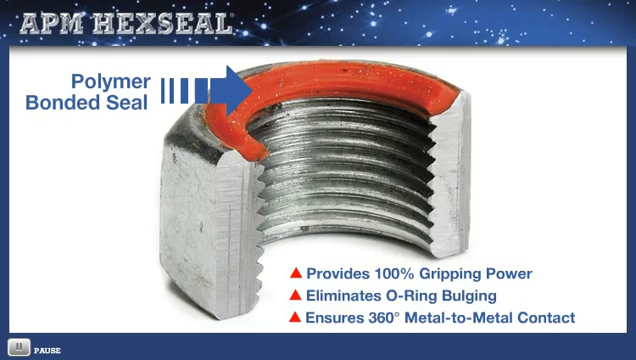 APM HEXSEAL®
Polymer
Bonded Seal
▲ Provides 100% Gripping Power
▲ Eliminates O-Ring Bulging
▲ Ensures 360° Metal-to-Metal Contact
PAUSE